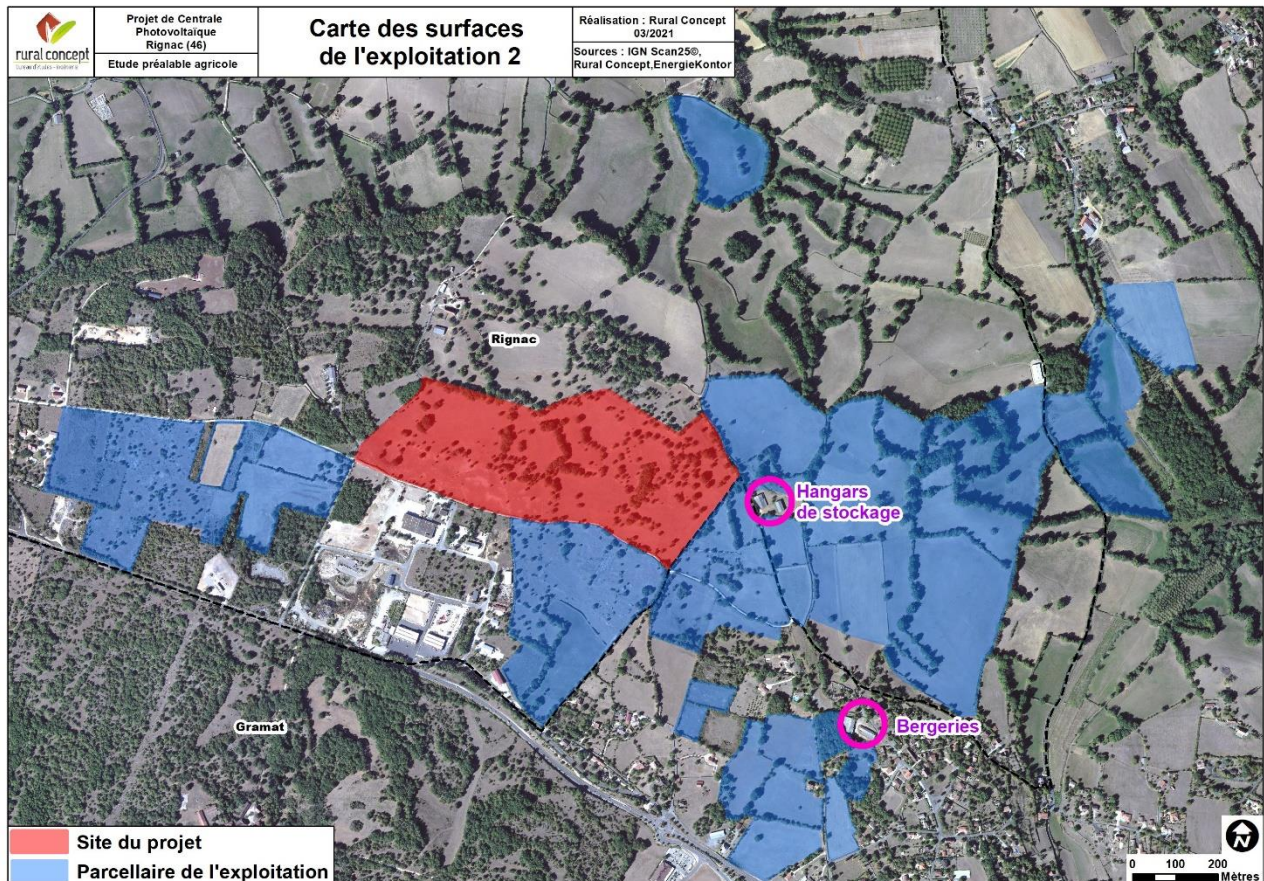 rural concept
Projet de Centrale
Photovoltaïque
Rignac (46)
Etude préalable agricole
Carte des surfaces
de l'exploitation 2
Réalisation : Rural Concept
03/2021
Sources : IGN Scan25©,
Rural Concept,EnergieKontor
Rignac
Hangars
de stockage
Gramat
Bergeries
Site du projet
Parcellaire de l'exploitation
N
0 100 200
Mètres